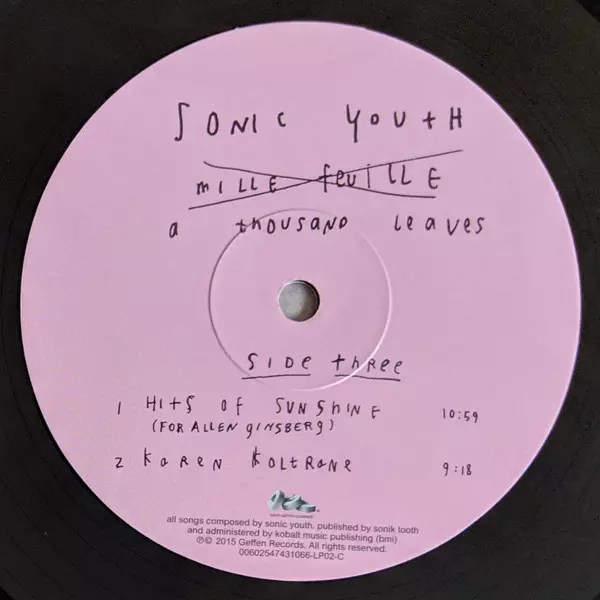 SONIC YOUTH
MILLE FEUILLE
a thousand leaves
SIDE three
1 HITS OF SUNSHINE 10:59
(FOR ALLEN GINSBERG)
2 KAREN KOLTRANE 9:18
all songs composed by sonic youth. published by sonik tooth
and administered by kobalt music publishing (bmi)
℗© 2015 Geffen Records. All rights reserved.
00602547431066-LP02-C